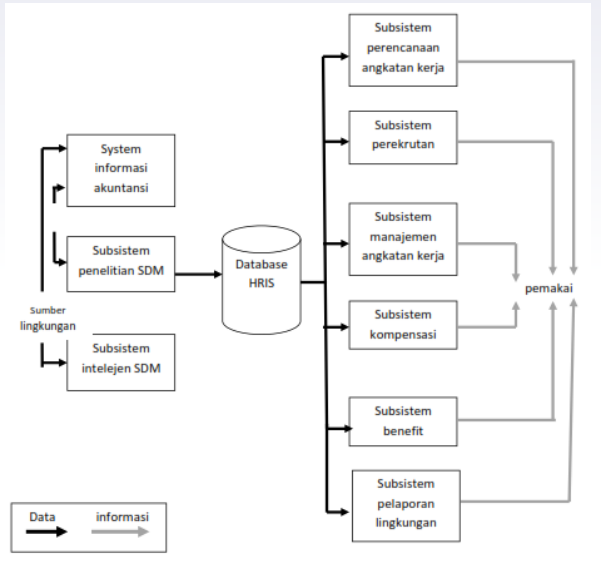 System
informasi
akuntansi
Subsistem
penelitian SDM
Sumber
lingkungan
Subsistem
intelejen SDM
Database
HRIS
Subsistem
perencanaan
angkatan kerja
Subsistem
perekrutan
Subsistem
manajemen
angkatan kerja
Subsistem
kompensasi
Subsistem
benefit
Subsistem
pelaporan
lingkungan
pemakai
Data
informasi